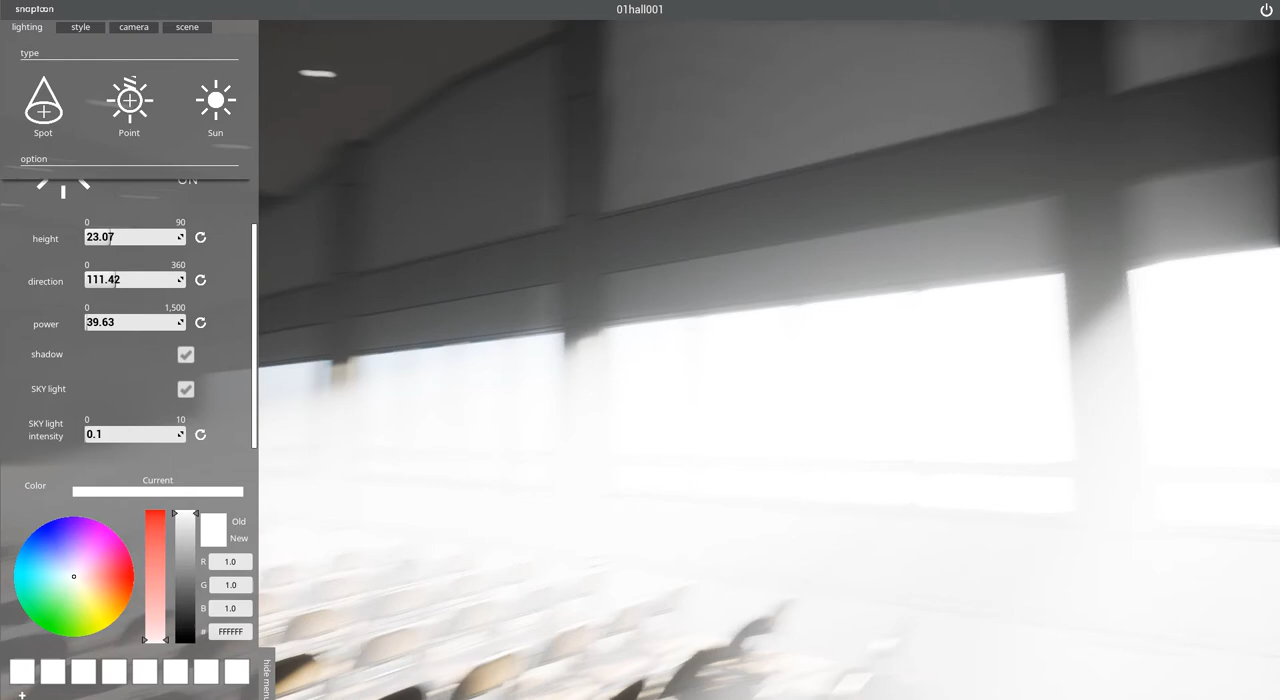 snaptoon
01hall001
lighting style camera scene
type
Spot Point Sun
option
ON
0 90
height 23.07
0 360
direction 111.42
0 1,500
power 39.63
shadow
SKY light
0 10
SKY light intensity 0.1
Current
Color
Old
New
R 1.0
G 1.0
B 1.0
# FFFFFF
hide menu
+